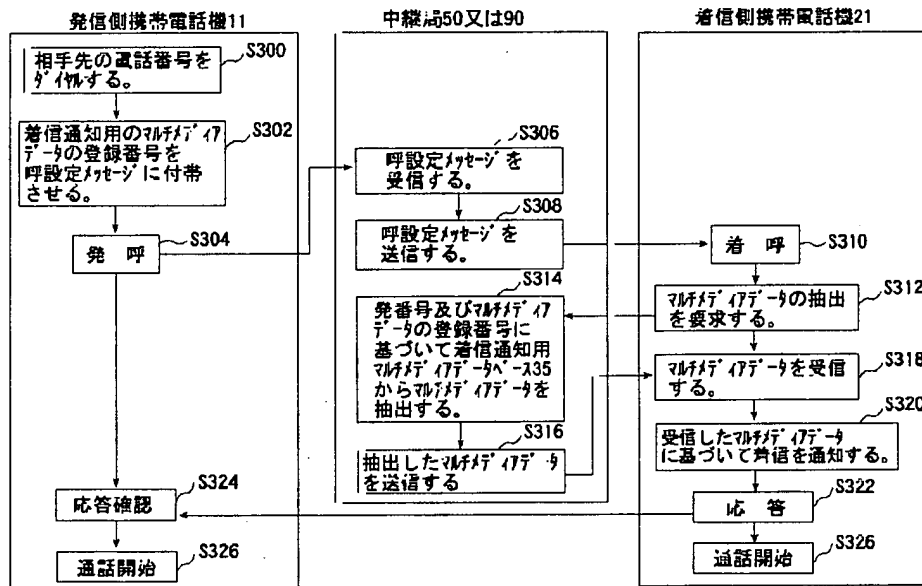 発信側携帯電話機11
相手先の電話番号を
ダイヤルする。
S300
着信通知用のマルチメディア
データの登録番号を
呼設定メッセージに付帯
させる。
S302
発 呼
S304
応答確認
S324
通話開始
S326
中継局50又は90
呼設定メッセージを
受信する。
S306
呼設定メッセージを
送信する。
S308
S314
発番号及びマルチメディア
データの登録番号に
基づいて着信通知用
マルチメディアデータベース35
からマルチメディアデータを
抽出する。
S316
抽出したマルチメディアデータ
を送信する
着信側携帯電話機21
着 呼
S310
マルチメディアデータの抽出
を要求する。
S312
マルチメディアデータを受信
する。
S318
S320
受信したマルチメディアデータ
に基づいて着信を通知する。
応 答
S322
通話開始
S326